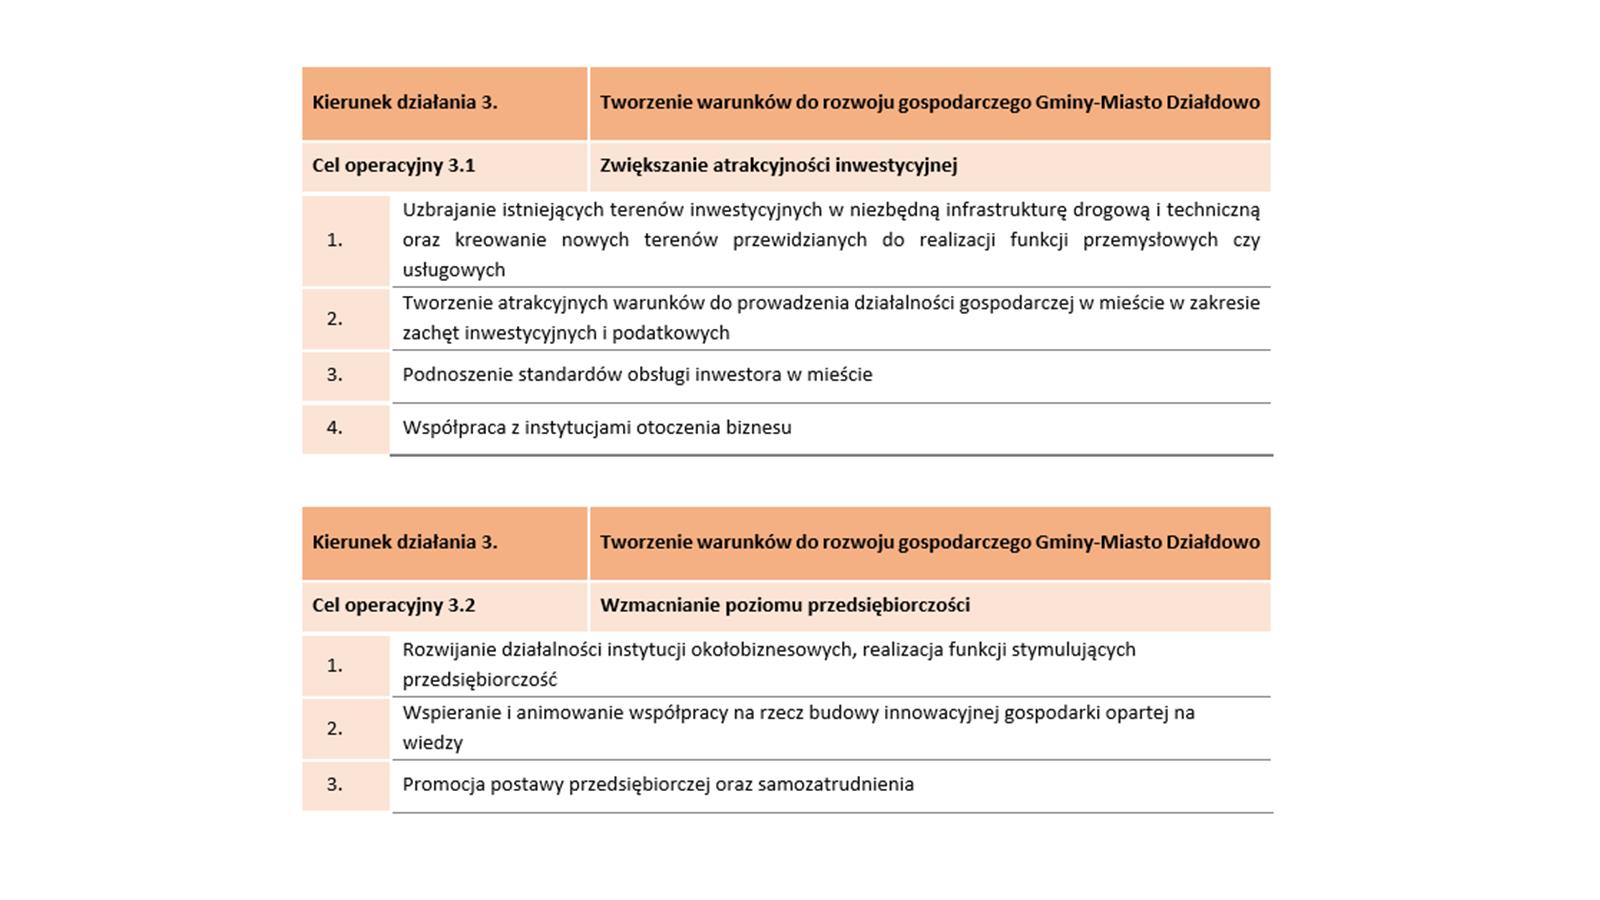 Kierunek działania 3. Tworzenie warunków do rozwoju gospodarczego Gminy-Miasto Działdowo
Cel operacyjny 3.1 Zwiększanie atrakcyjności inwestycyjnej
1. Uzbrajanie istniejących terenów inwestycyjnych w niezbędną infrastrukturę drogową i techniczną
oraz kreowanie nowych terenów przewidzianych do realizacji funkcji przemysłowych czy
usługowych
2. Tworzenie atrakcyjnych warunków do prowadzenia działalności gospodarczej w mieście w zakresie
zachęt inwestycyjnych i podatkowych
3. Podnoszenie standardów obsługi inwestora w mieście
4. Współpraca z instytucjami otoczenia biznesu
Kierunek działania 3. Tworzenie warunków do rozwoju gospodarczego Gminy-Miasto Działdowo
Cel operacyjny 3.2 Wzmacnianie poziomu przedsiębiorczości
1. Rozwijanie działalności instytucji okołobiznesowych, realizacja funkcji stymulujących
przedsiębiorczość
2. Wspieranie i animowanie współpracy na rzecz budowy innowacyjnej gospodarki opartej na
wiedzy
3. Promocja postawy przedsiębiorczej oraz samozatrudnienia